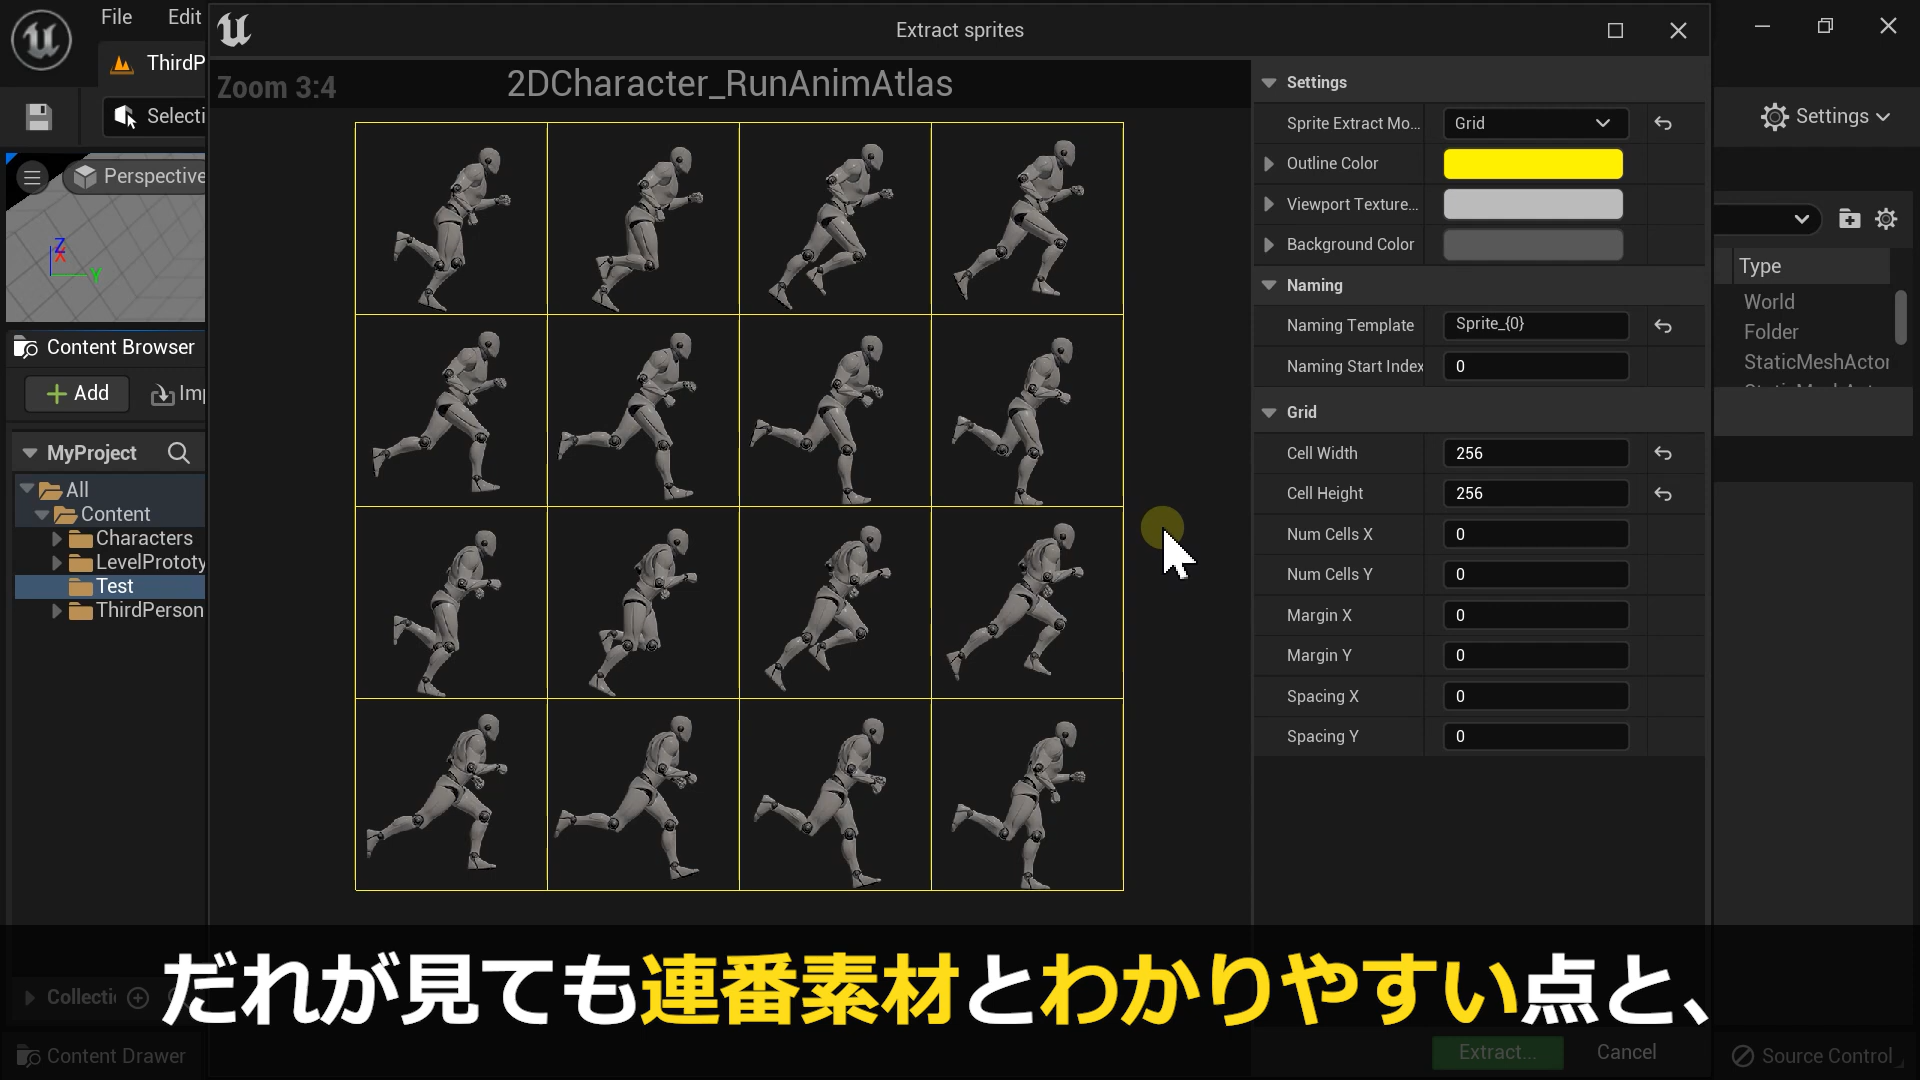 File Edit
Extract sprites
ThirdP
Zoom 3:4
2DCharacter_RunAnimAtlas
Selecti
Perspective
Z
X
Y
Content Browser
Add Imp
MyProject
All
Content
Characters
LevelPrototy
Test
ThirdPerson
Collecti
Content Drawer
Settings
Sprite Extract Mo... Grid
Outline Color
Viewport Texture...
Background Color
Naming
Naming Template Sprite_{0}
Naming Start Index 0
Grid
Cell Width 256
Cell Height 256
Num Cells X 0
Num Cells Y 0
Margin X 0
Margin Y 0
Spacing X 0
Spacing Y 0
Settings
Type
World
Folder
StaticMeshActor
だれが見ても連番素材とわかりやすい点と、
Extract... Cancel
Source Control